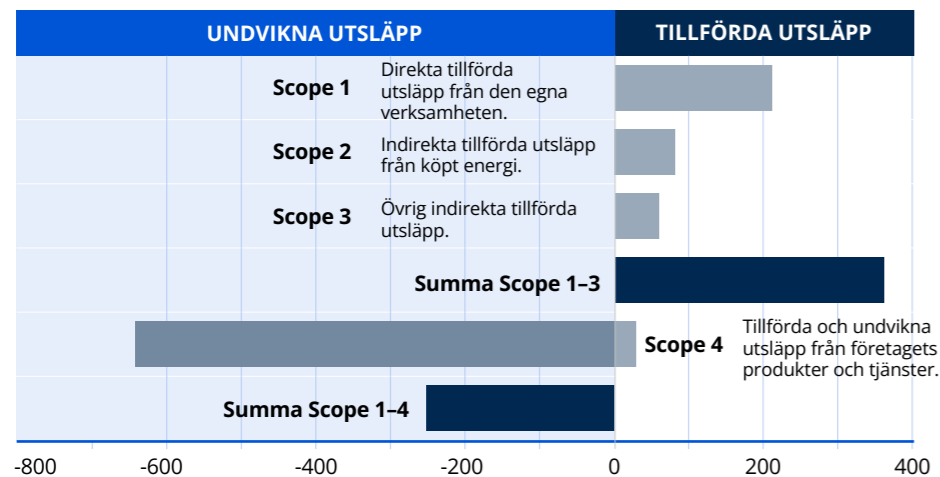 UNDVIKNA UTSLÄPP
TILLFÖRDA UTSLÄPP
Scope 1
Direkta tillförda
utsläpp från den egna
verksamheten.
Scope 2
Indirekta tillförda utsläpp
från köpt energi.
Scope 3
Övrig indirekta tillförda
utsläpp.
Summa Scope 1–3
Scope 4
Tillförda och undvikna
utsläpp från företagets
produkter och tjänster.
Summa Scope 1–4
-800 -600 -400 -200 0 200 400